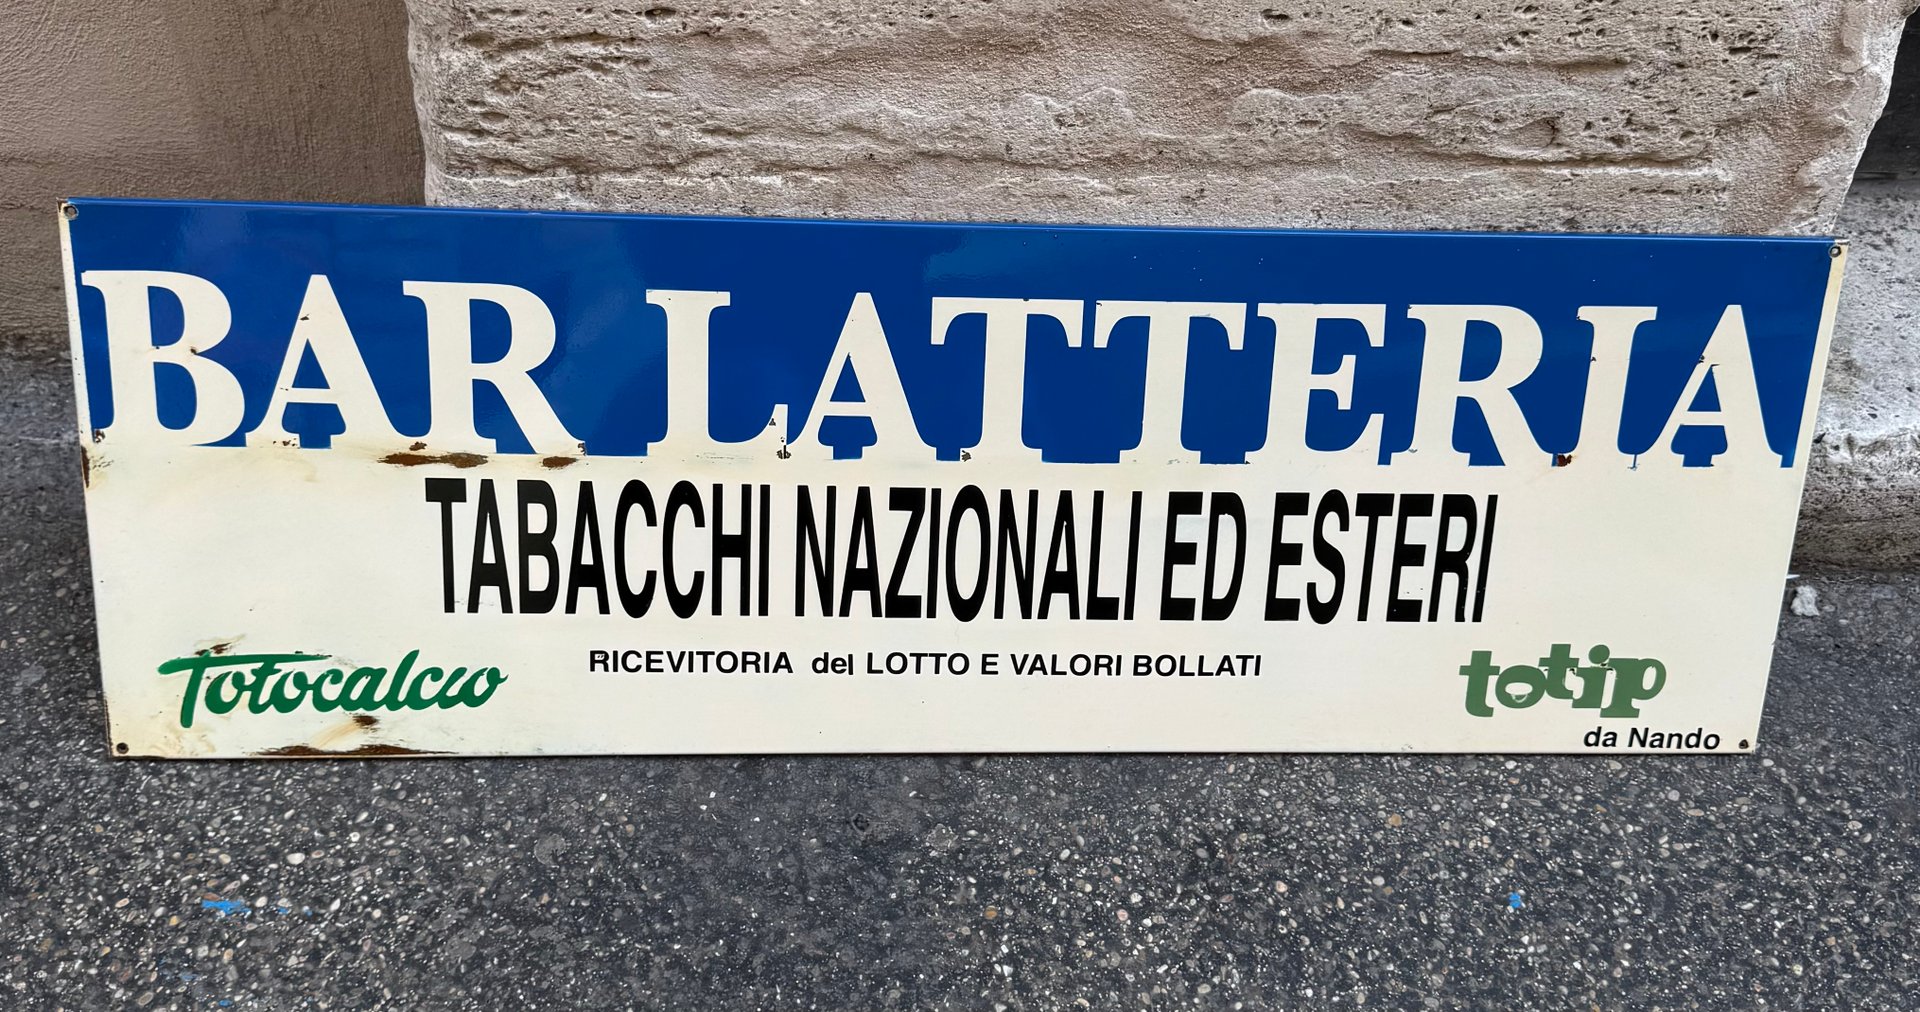 BAR LATTERIA
TABACCHI NAZIONALI ED ESTERI
RICEVITORIA del LOTTO E VALORI BOLLATI
Totocalcio
totip
da Nando